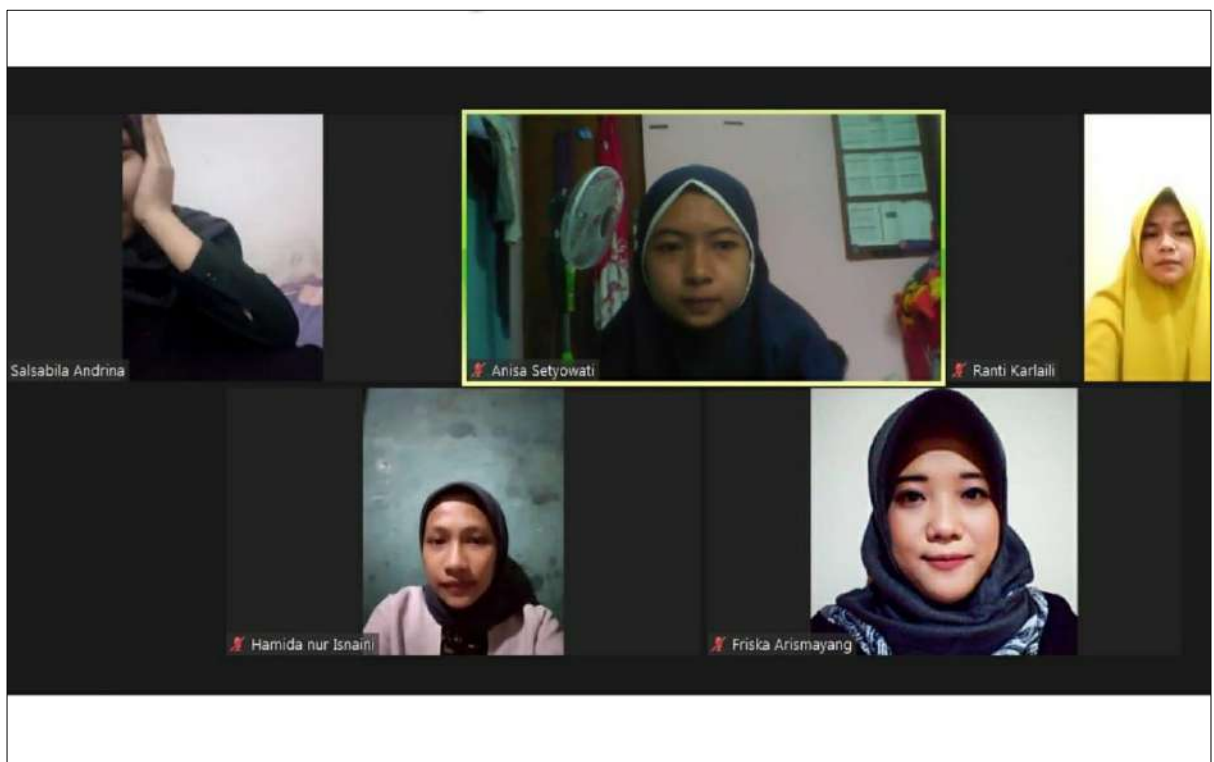 Salsabila Andrina
Anisa Setyowati
Ranti Karlaili
Hamida nur Isnaini
Friska Arismayang